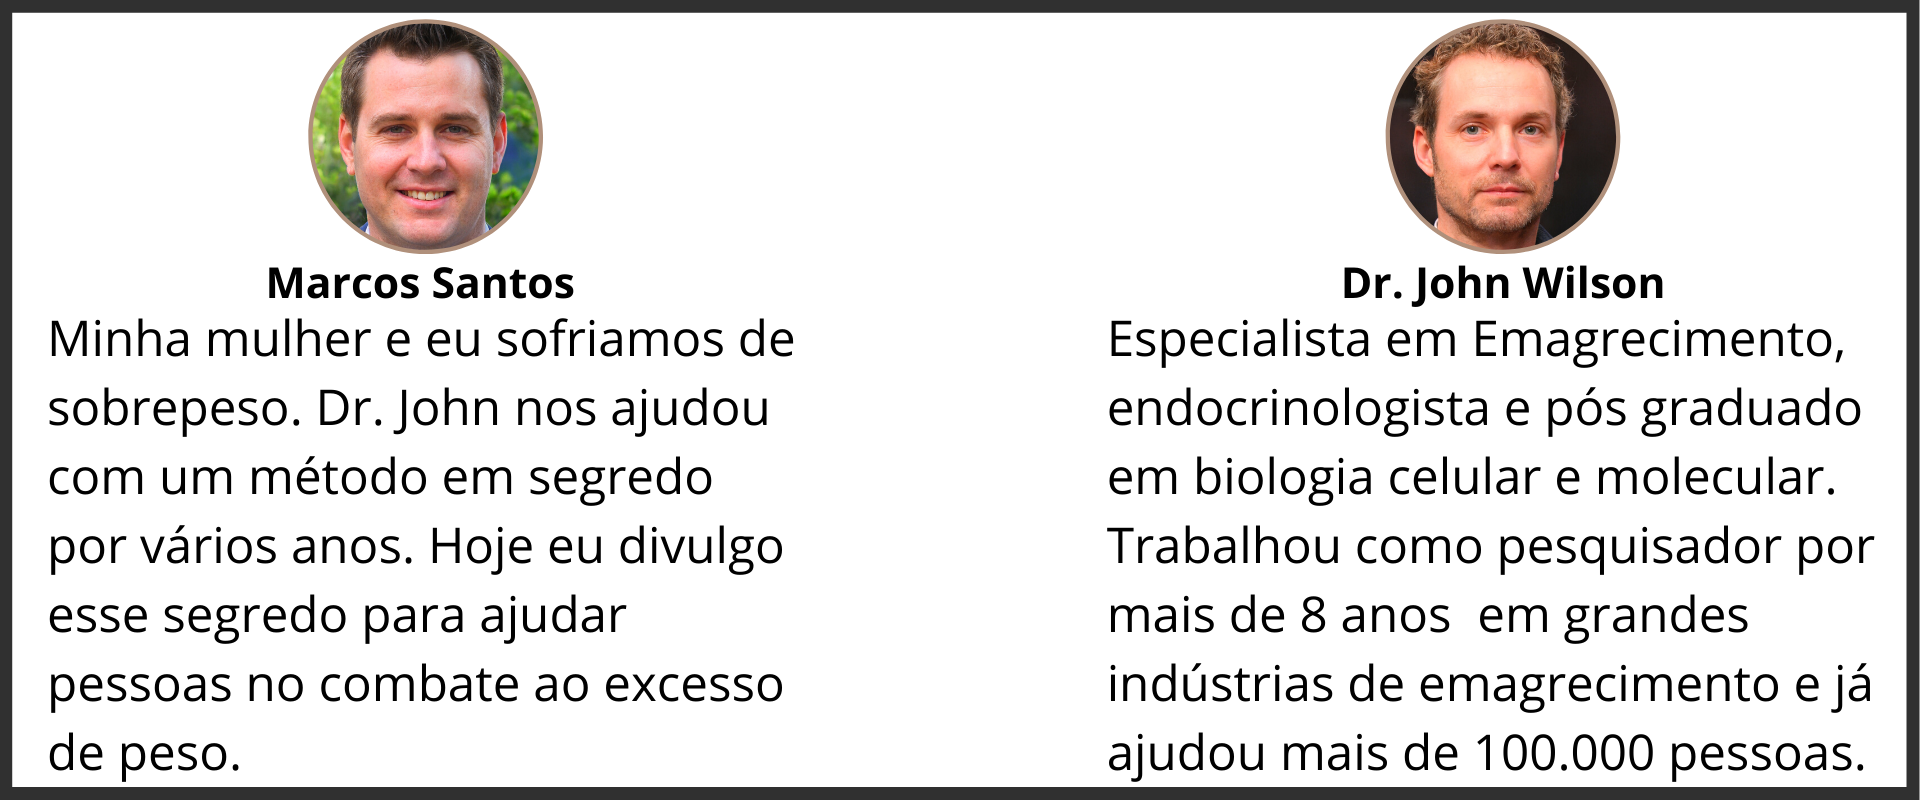 Marcos Santos
Minha mulher e eu sofriamos de
sobrepeso. Dr. John nos ajudou
com um método em segredo
por vários anos. Hoje eu divulgo
esse segredo para ajudar
pessoas no combate ao excesso
de peso.
Dr. John Wilson
Especialista em Emagrecimento,
endocrinologista e pós graduado
em biologia celular e molecular.
Trabalhou como pesquisador por
mais de 8 anos  em grandes
indústrias de emagrecimento e já
ajudou mais de 100.000 pessoas.